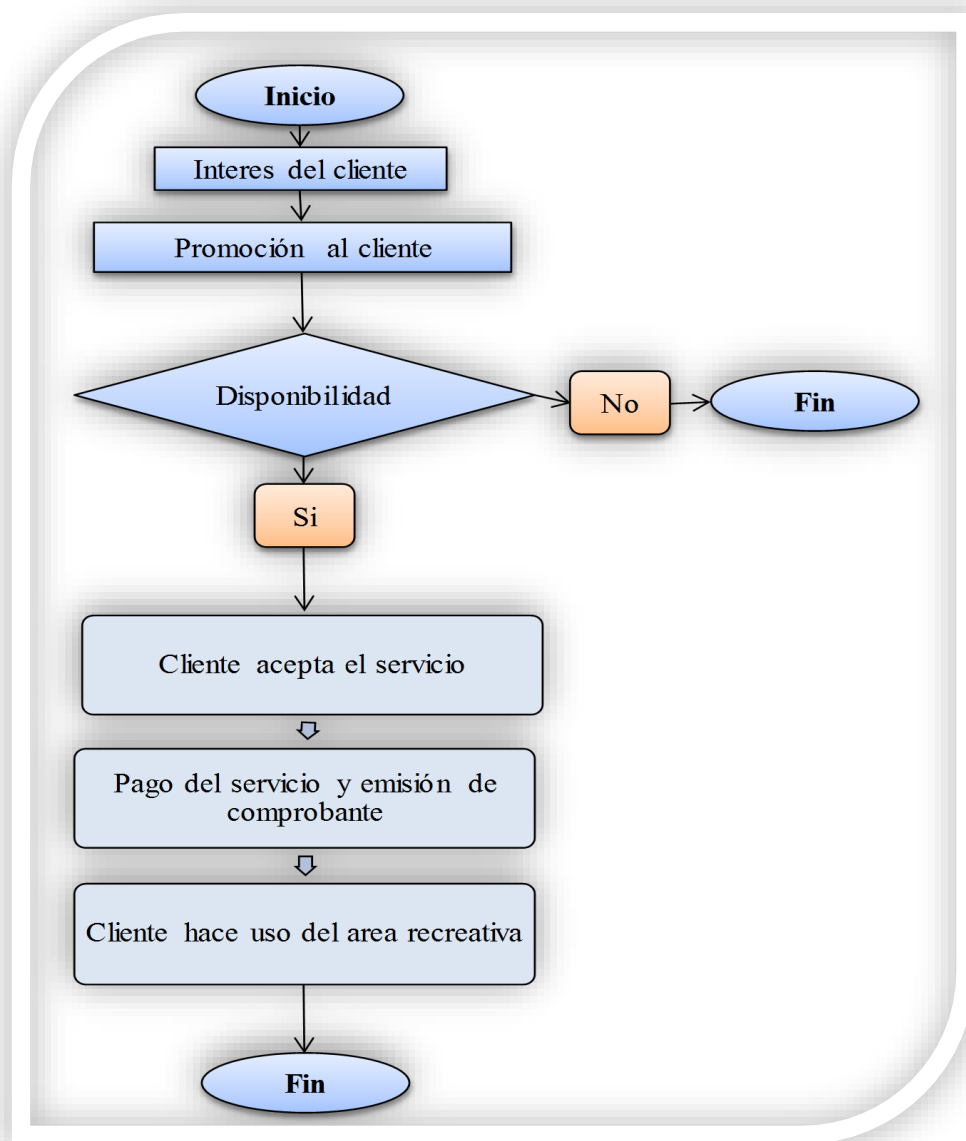 Inicio
Interes del cliente
Promoción al cliente
Disponibilidad
No
Fin
Si
Cliente acepta el servicio
Pago del servicio y emisión de
comprobante
Cliente hace uso del area recreativa
Fin